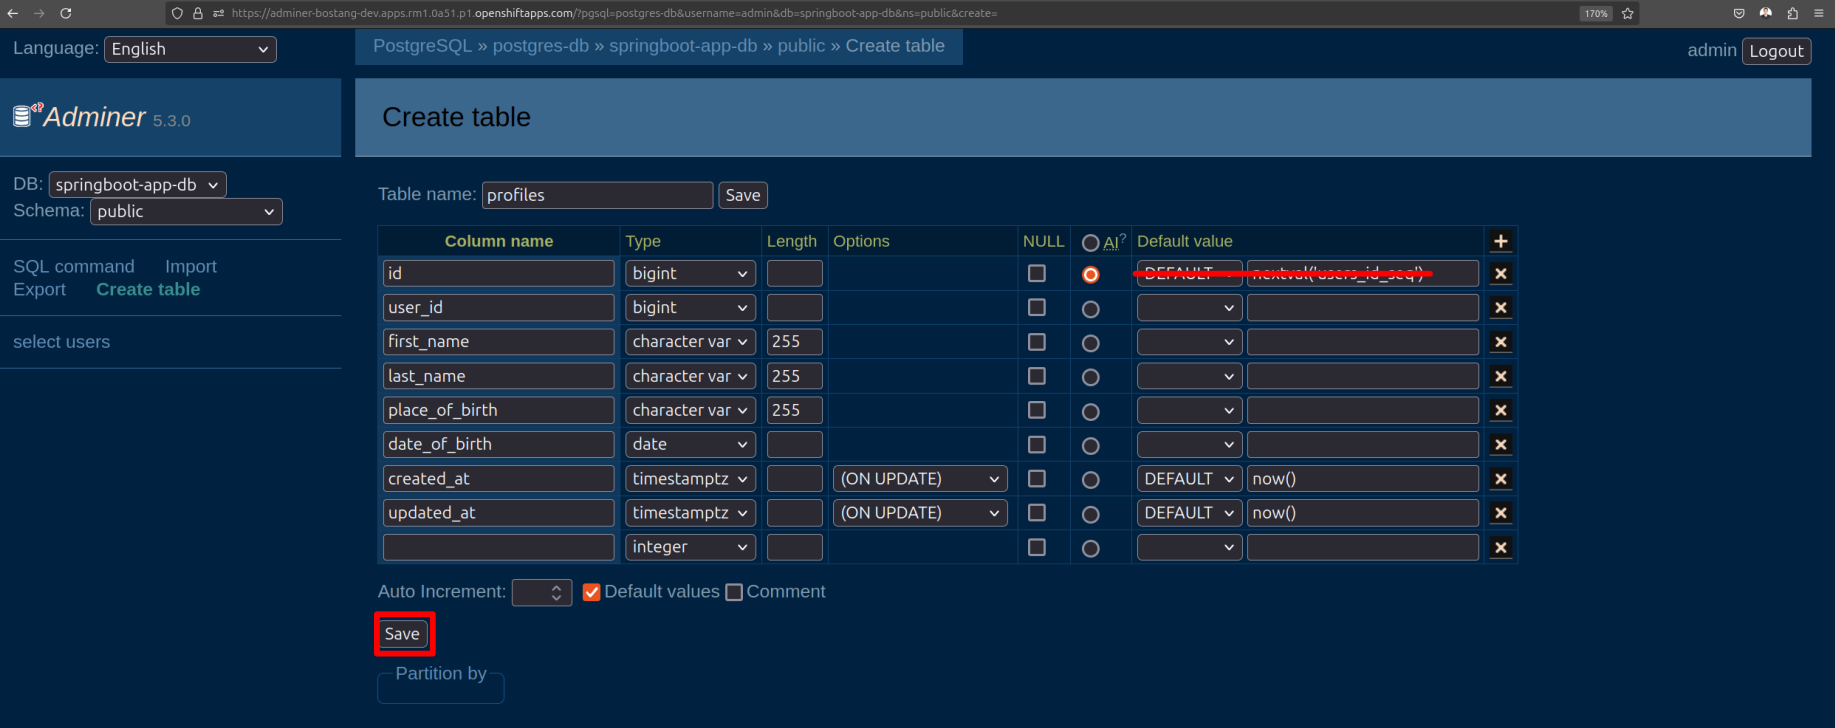 https://adminer-bostang-dev.apps.rm1.0a51.p1.openshiftapps.com/?pgsql=postgres-db&username=admin&db=springboot-app-db&ns=public&create=
170%
Language: English
PostgreSQL » postgres-db » springboot-app-db » public » Create table
admin Logout
Adminer 5.3.0
Create table
DB: springboot-app-db
Schema: public
SQL command Import
Export Create table
select users
Table name: profiles Save
Column name Type Length Options NULL AI? Default value
id bigint DEFAULT nextval('users_id_seq')
user_id bigint
first_name character var 255
last_name character var 255
place_of_birth character var 255
date_of_birth date
created_at timestamptz (ON UPDATE) DEFAULT now()
updated_at timestamptz (ON UPDATE) DEFAULT now()
integer
Auto Increment: Default values Comment
Save
Partition by